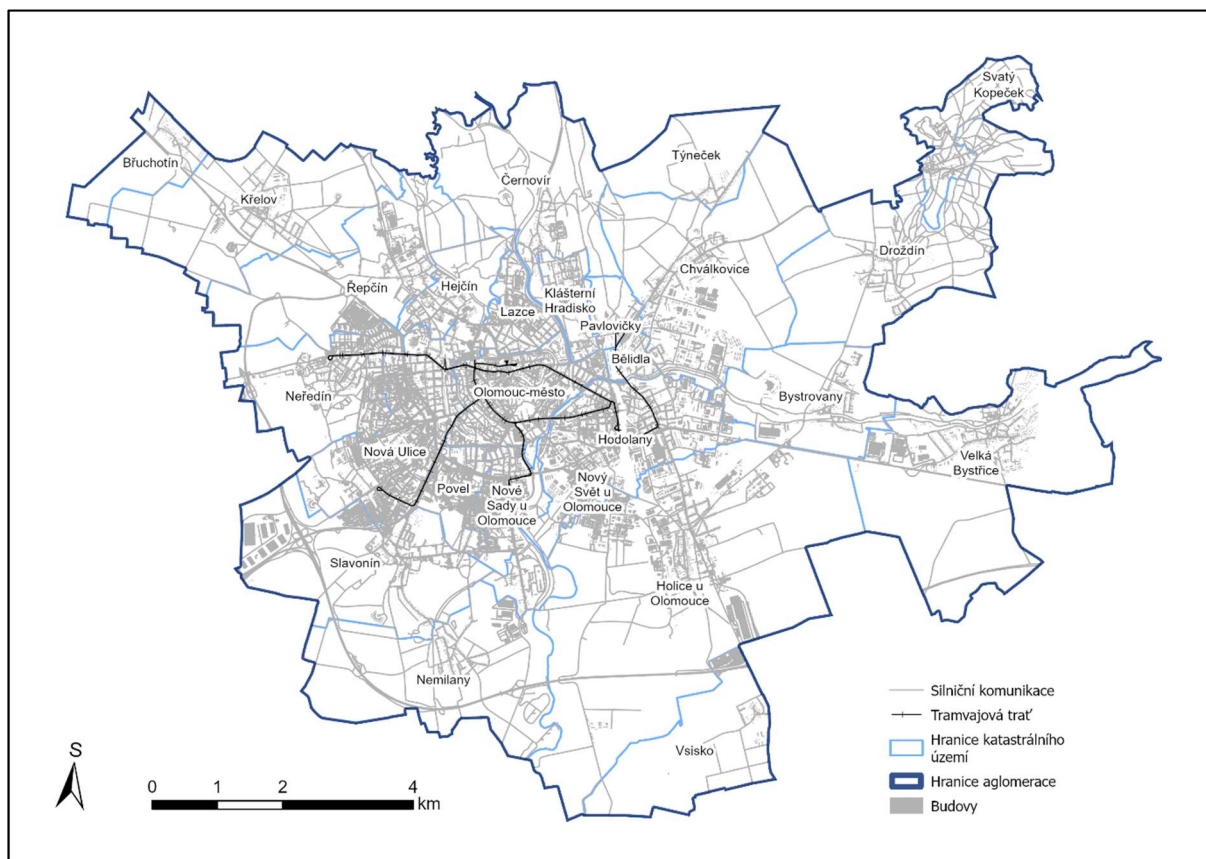 Svatý
Kopeček
Břuchotín
Týneček
Černovír
Křelov
Droždín
Chválkovice
Řepčín
Hejčín
Klášterní
Hradisko
Lazce
Pavlovičky
Bělidla
Neředín
Olomouc-město
Bystrovany
Hodolany
Nová Ulice
Velká
Bystřice
Povel
Nové
Sady u
Olomouce
Nový
Svět u
Olomouce
Slavonín
Holice u
Olomouce
Nemilany
Vsisko
S
0 1 2 4
km
Silniční komunikace
Tramvajová trať
Hranice katastrálního
území
Hranice aglomerace
Budovy